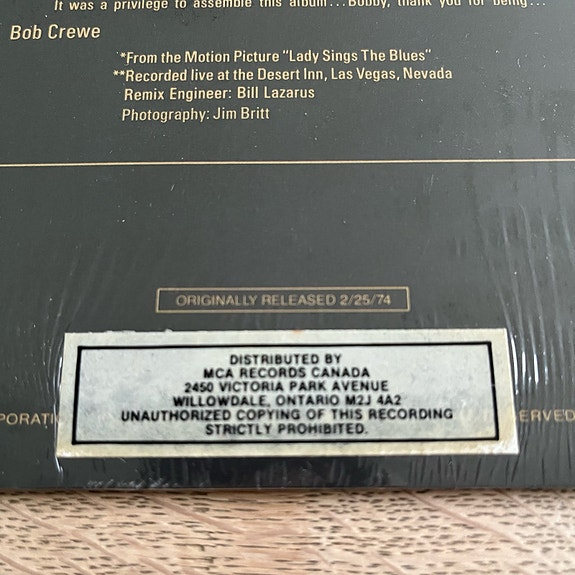 It was a privilege to assemble this album...Bobby, thank you for being...
Bob Crewe
*From the Motion Picture "Lady Sings The Blues"
**Recorded live at the Desert Inn, Las Vegas, Nevada
Remix Engineer: Bill Lazarus
Photography: Jim Britt
ORIGINALLY RELEASED 2/25/74
DISTRIBUTED BY
MCA RECORDS CANADA
2450 VICTORIA PARK AVENUE
WILLOWDALE, ONTARIO M2J 4A2
UNAUTHORIZED COPYING OF THIS RECORDING
STRICTLY PROHIBITED.